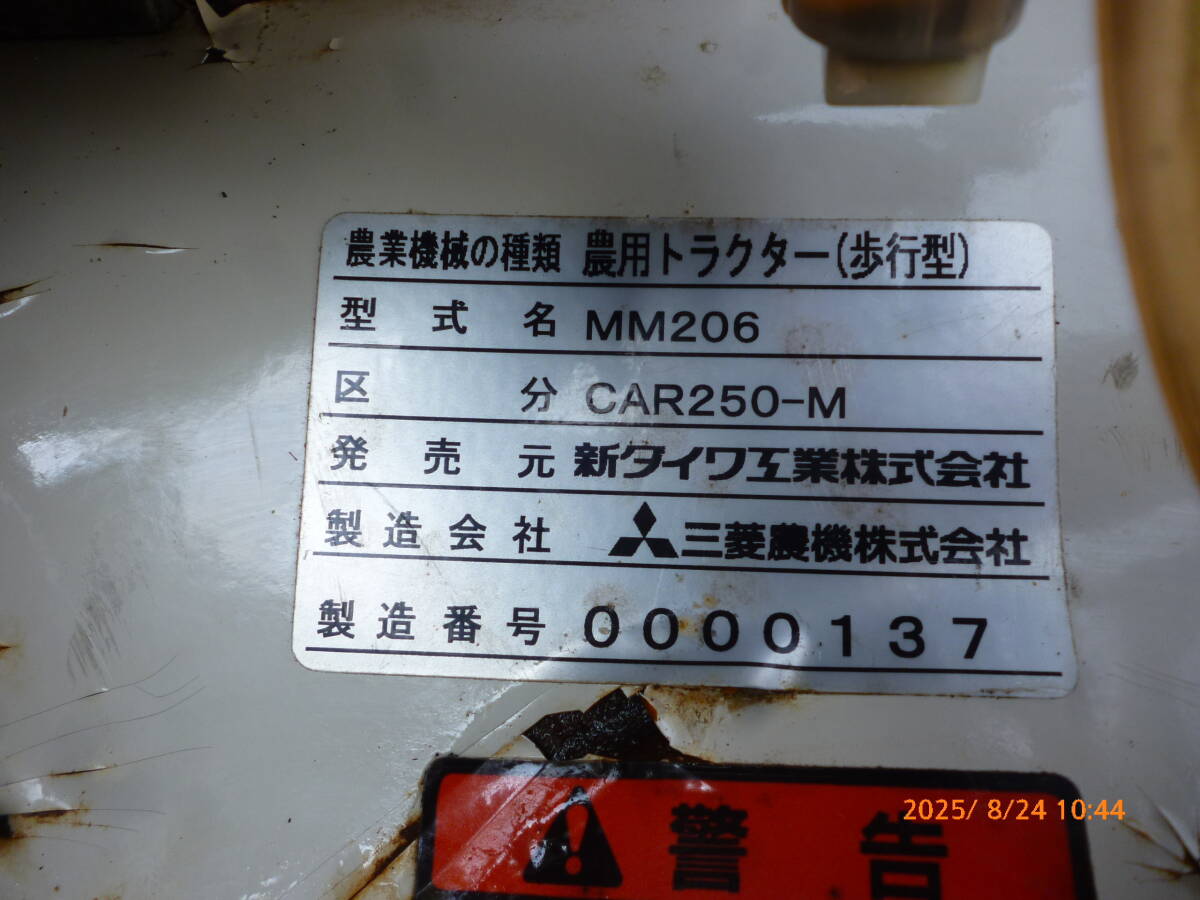 農業機械の種類 農用トラクター(歩行型)
型式名 MM206
区分 CAR250-M
発売元 新ダイワ工業株式会社
製造会社 三菱農機株式会社
製造番号 0000137
警告
2025/ 8/24 10:44